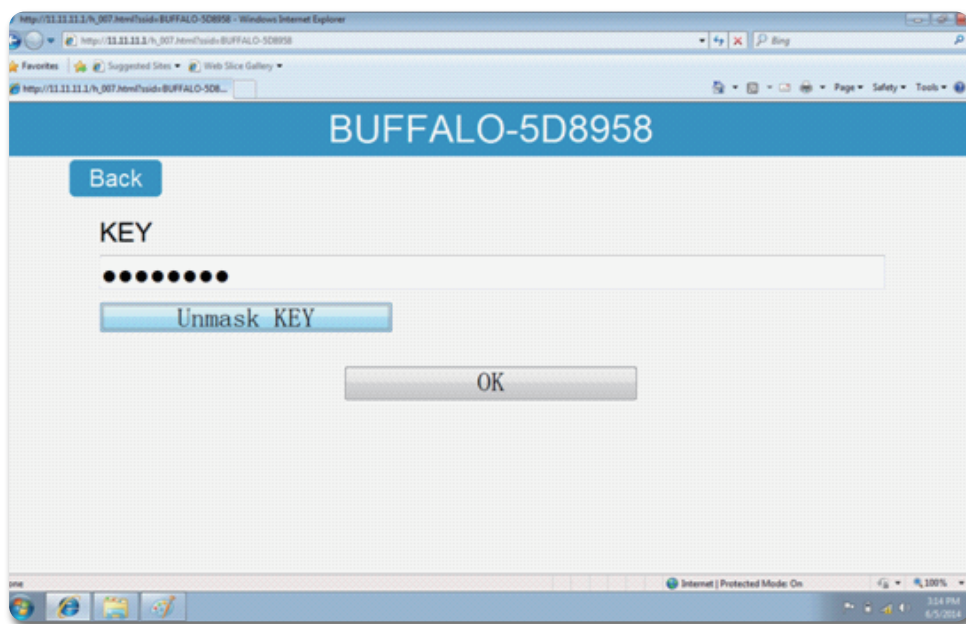 http://11.11.11.1/h_007.html?ssid=BUFFALO-5D8958 - Windows Internet Explorer
http://11.11.11.1/h_007.html?ssid=BUFFALO-5D8958
Bing
Favorites Suggested Sites Web Slice Gallery
http://11.11.11.1/h_007.html?ssid=BUFFALO-5D8... Page Safety Tools
BUFFALO-5D8958
Back
KEY
●●●●●●●●
Unmask KEY
OK
one Internet | Protected Mode: On 100%
3:14 PM
6/5/2014